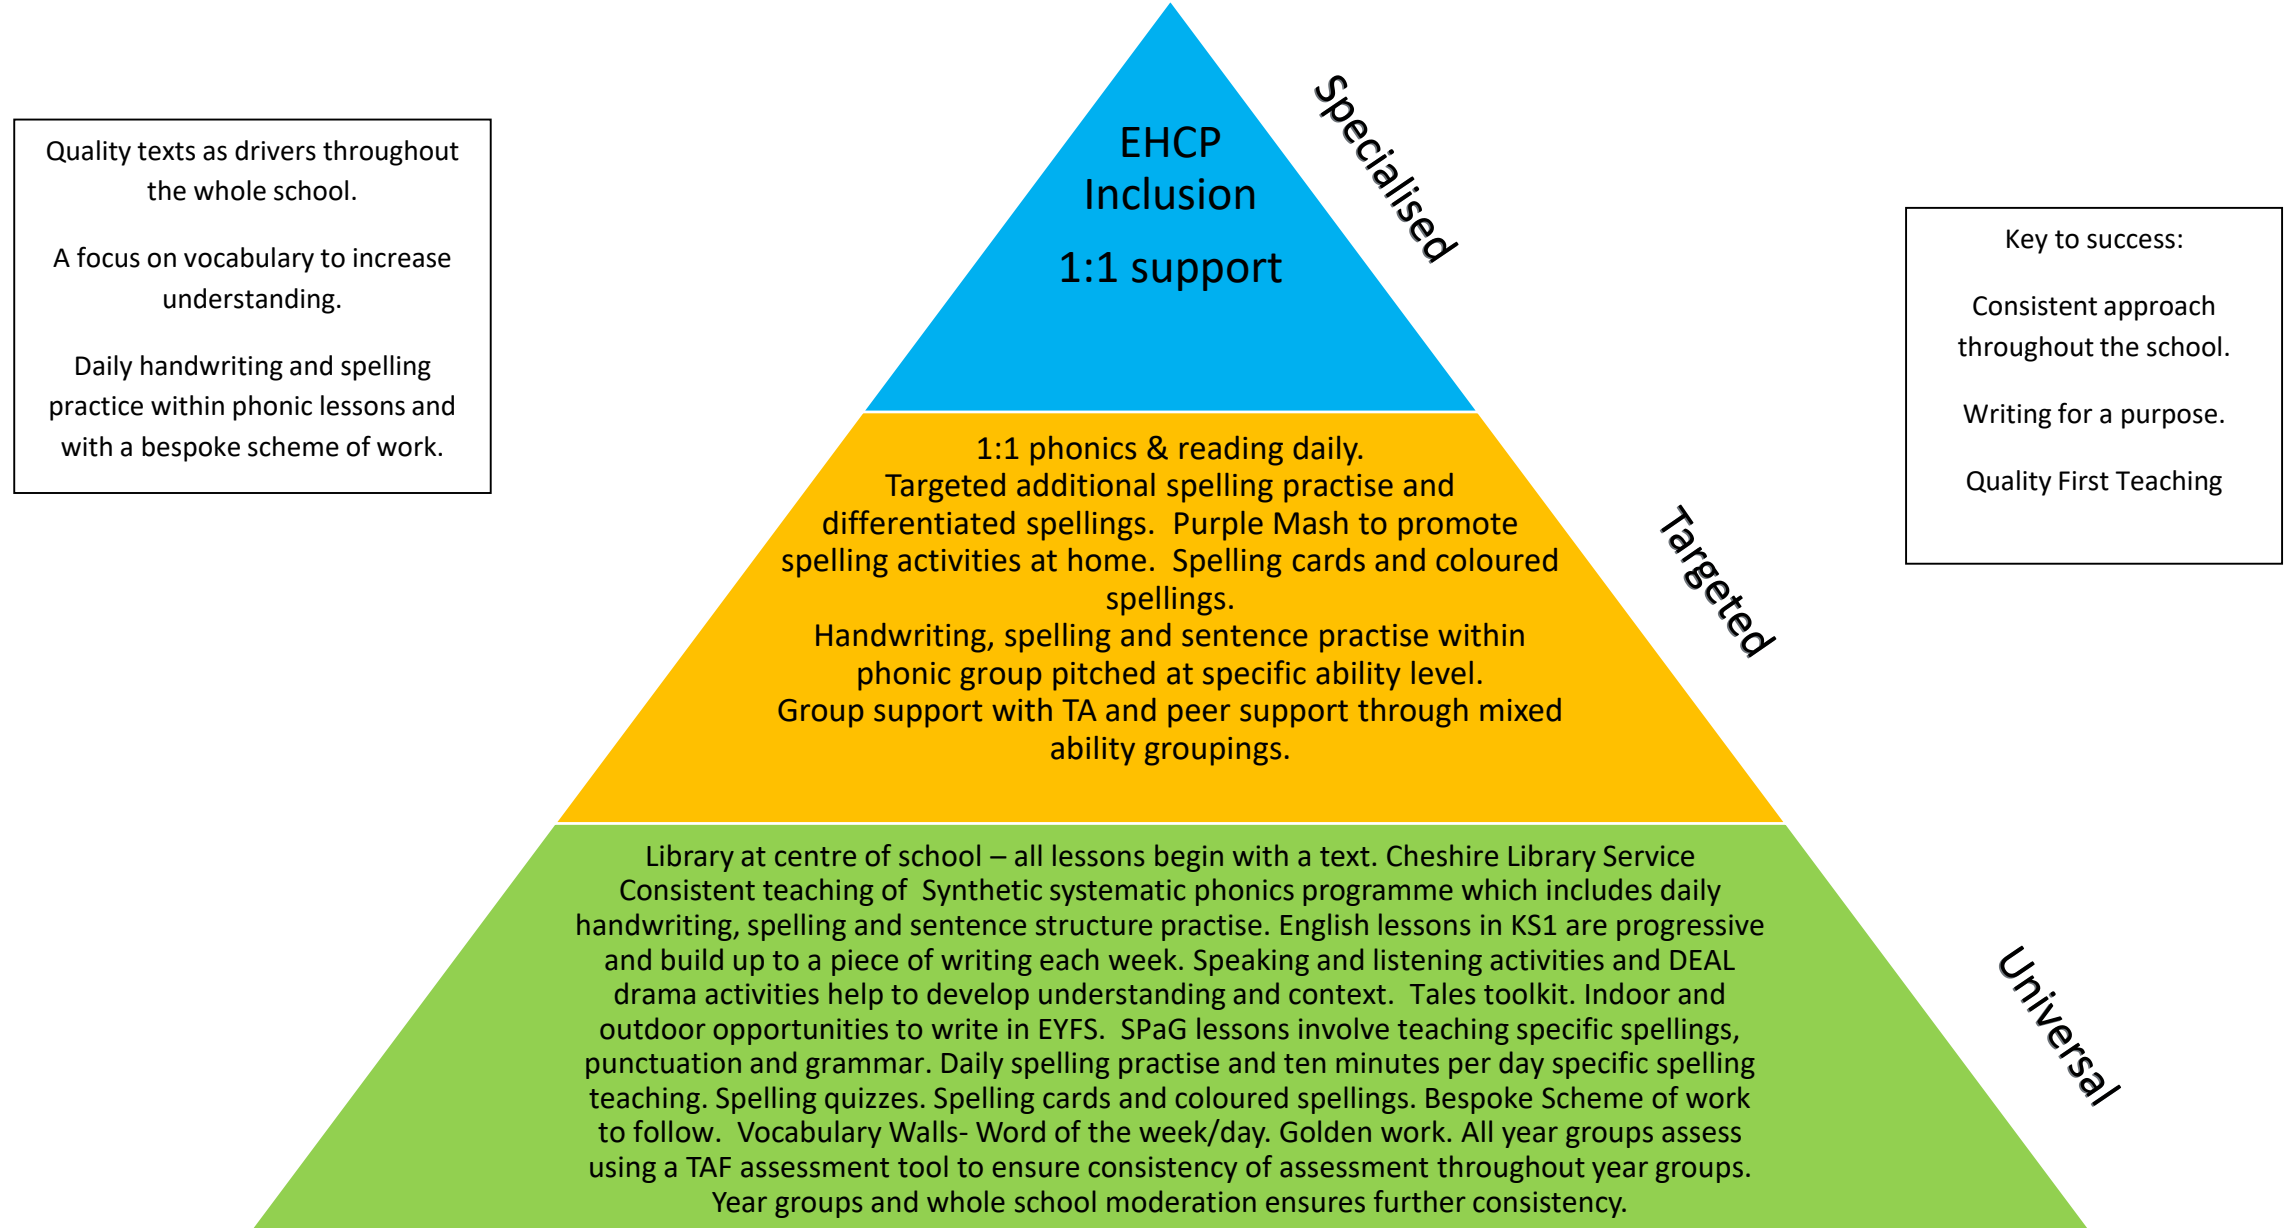 Quality texts as drivers throughout
the whole school.
A focus on vocabulary to increase
understanding.
Daily handwriting and spelling
practice within phonic lessons and
with a bespoke scheme of work.
EHCP
Inclusion
1:1 support
Specialised
Key to success:
Consistent approach
throughout the school.
Writing for a purpose.
Quality First Teaching
1:1 phonics & reading daily.
Targeted additional spelling practise and
differentiated spellings.  Purple Mash to promote
spelling activities at home.  Spelling cards and coloured
spellings.
Handwriting, spelling and sentence practise within
phonic group pitched at specific ability level.
Group support with TA and peer support through mixed
ability groupings.
Targeted
Library at centre of school – all lessons begin with a text. Cheshire Library Service
Consistent teaching of  Synthetic systematic phonics programme which includes daily
handwriting, spelling and sentence structure practise. English lessons in KS1 are progressive
and build up to a piece of writing each week. Speaking and listening activities and DEAL
drama activities help to develop understanding and context.  Tales toolkit. Indoor and
outdoor opportunities to write in EYFS.  SPaG lessons involve teaching specific spellings,
punctuation and grammar. Daily spelling practise and ten minutes per day specific spelling
teaching. Spelling quizzes. Spelling cards and coloured spellings. Bespoke Scheme of work
to follow.  Vocabulary Walls- Word of the week/day. Golden work. All year groups assess
using a TAF assessment tool to ensure consistency of assessment throughout year groups.
Year groups and whole school moderation ensures further consistency.
Universal